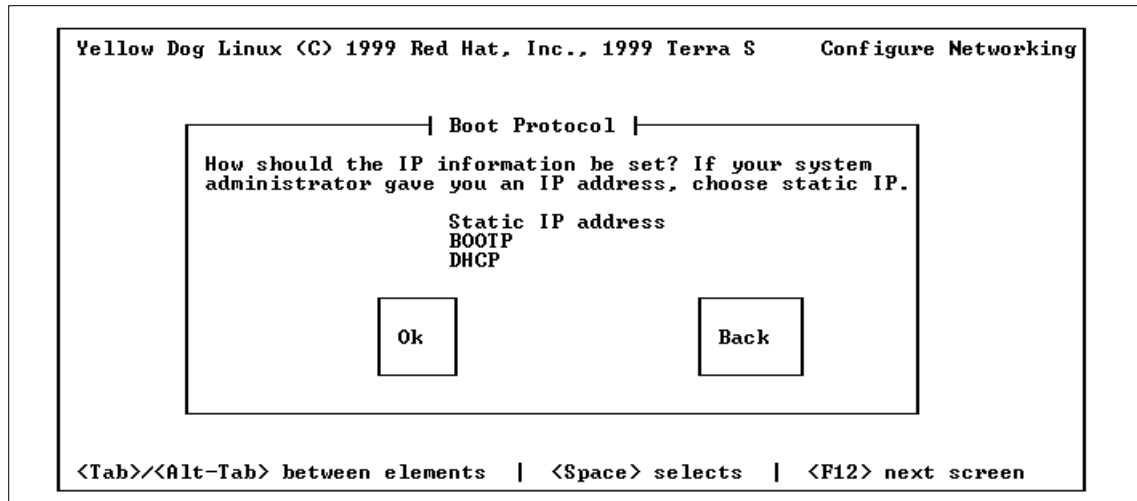 Yellow Dog Linux <C> 1999 Red Hat, Inc., 1999 Terra S Configure Networking
Boot Protocol
How should the IP information be set? If your system
administrator gave you an IP address, choose static IP.
Static IP address
BOOTP
DHCP
Ok Back
<Tab>/<Alt-Tab> between elements | <Space> selects | <F12> next screen